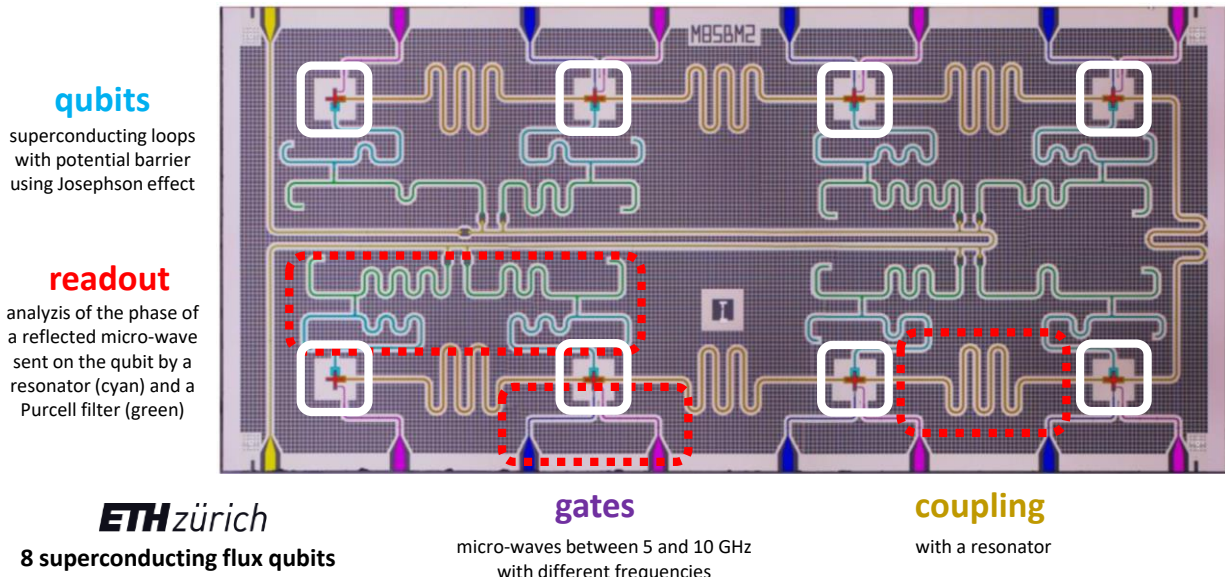 M85BM2
qubits
superconducting loops
with potential barrier
using Josephson effect
readout
analyzis of the phase of
a reflected micro-wave
sent on the qubit by a
resonator (cyan) and a
Purcell filter (green)
ETH zürich
8 superconducting flux qubits
gates
micro-waves between 5 and 10 GHz
with different frequencies
coupling
with a resonator